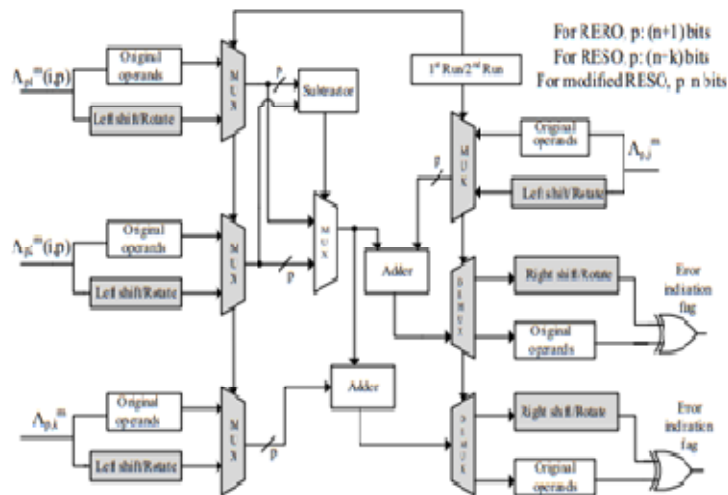 For RERO, p: (n+1) bits
For RESO, p: (n+k) bits
For modified RESO, p n bits
Original operands
Left shift/Rotate
MUX
p
Subtractor
1st Run/2nd Run
Original operands
Left shift/Rotate
MUX
p
Original operands
Left shift/Rotate
MUX
p
MUX
Adder
DEMUX
Right shift/Rotate
Original operands
Error indication flag
Original operands
Left shift/Rotate
MUX
p
Adder
DEMUX
Right shift/Rotate
Original operands
Error indication flag